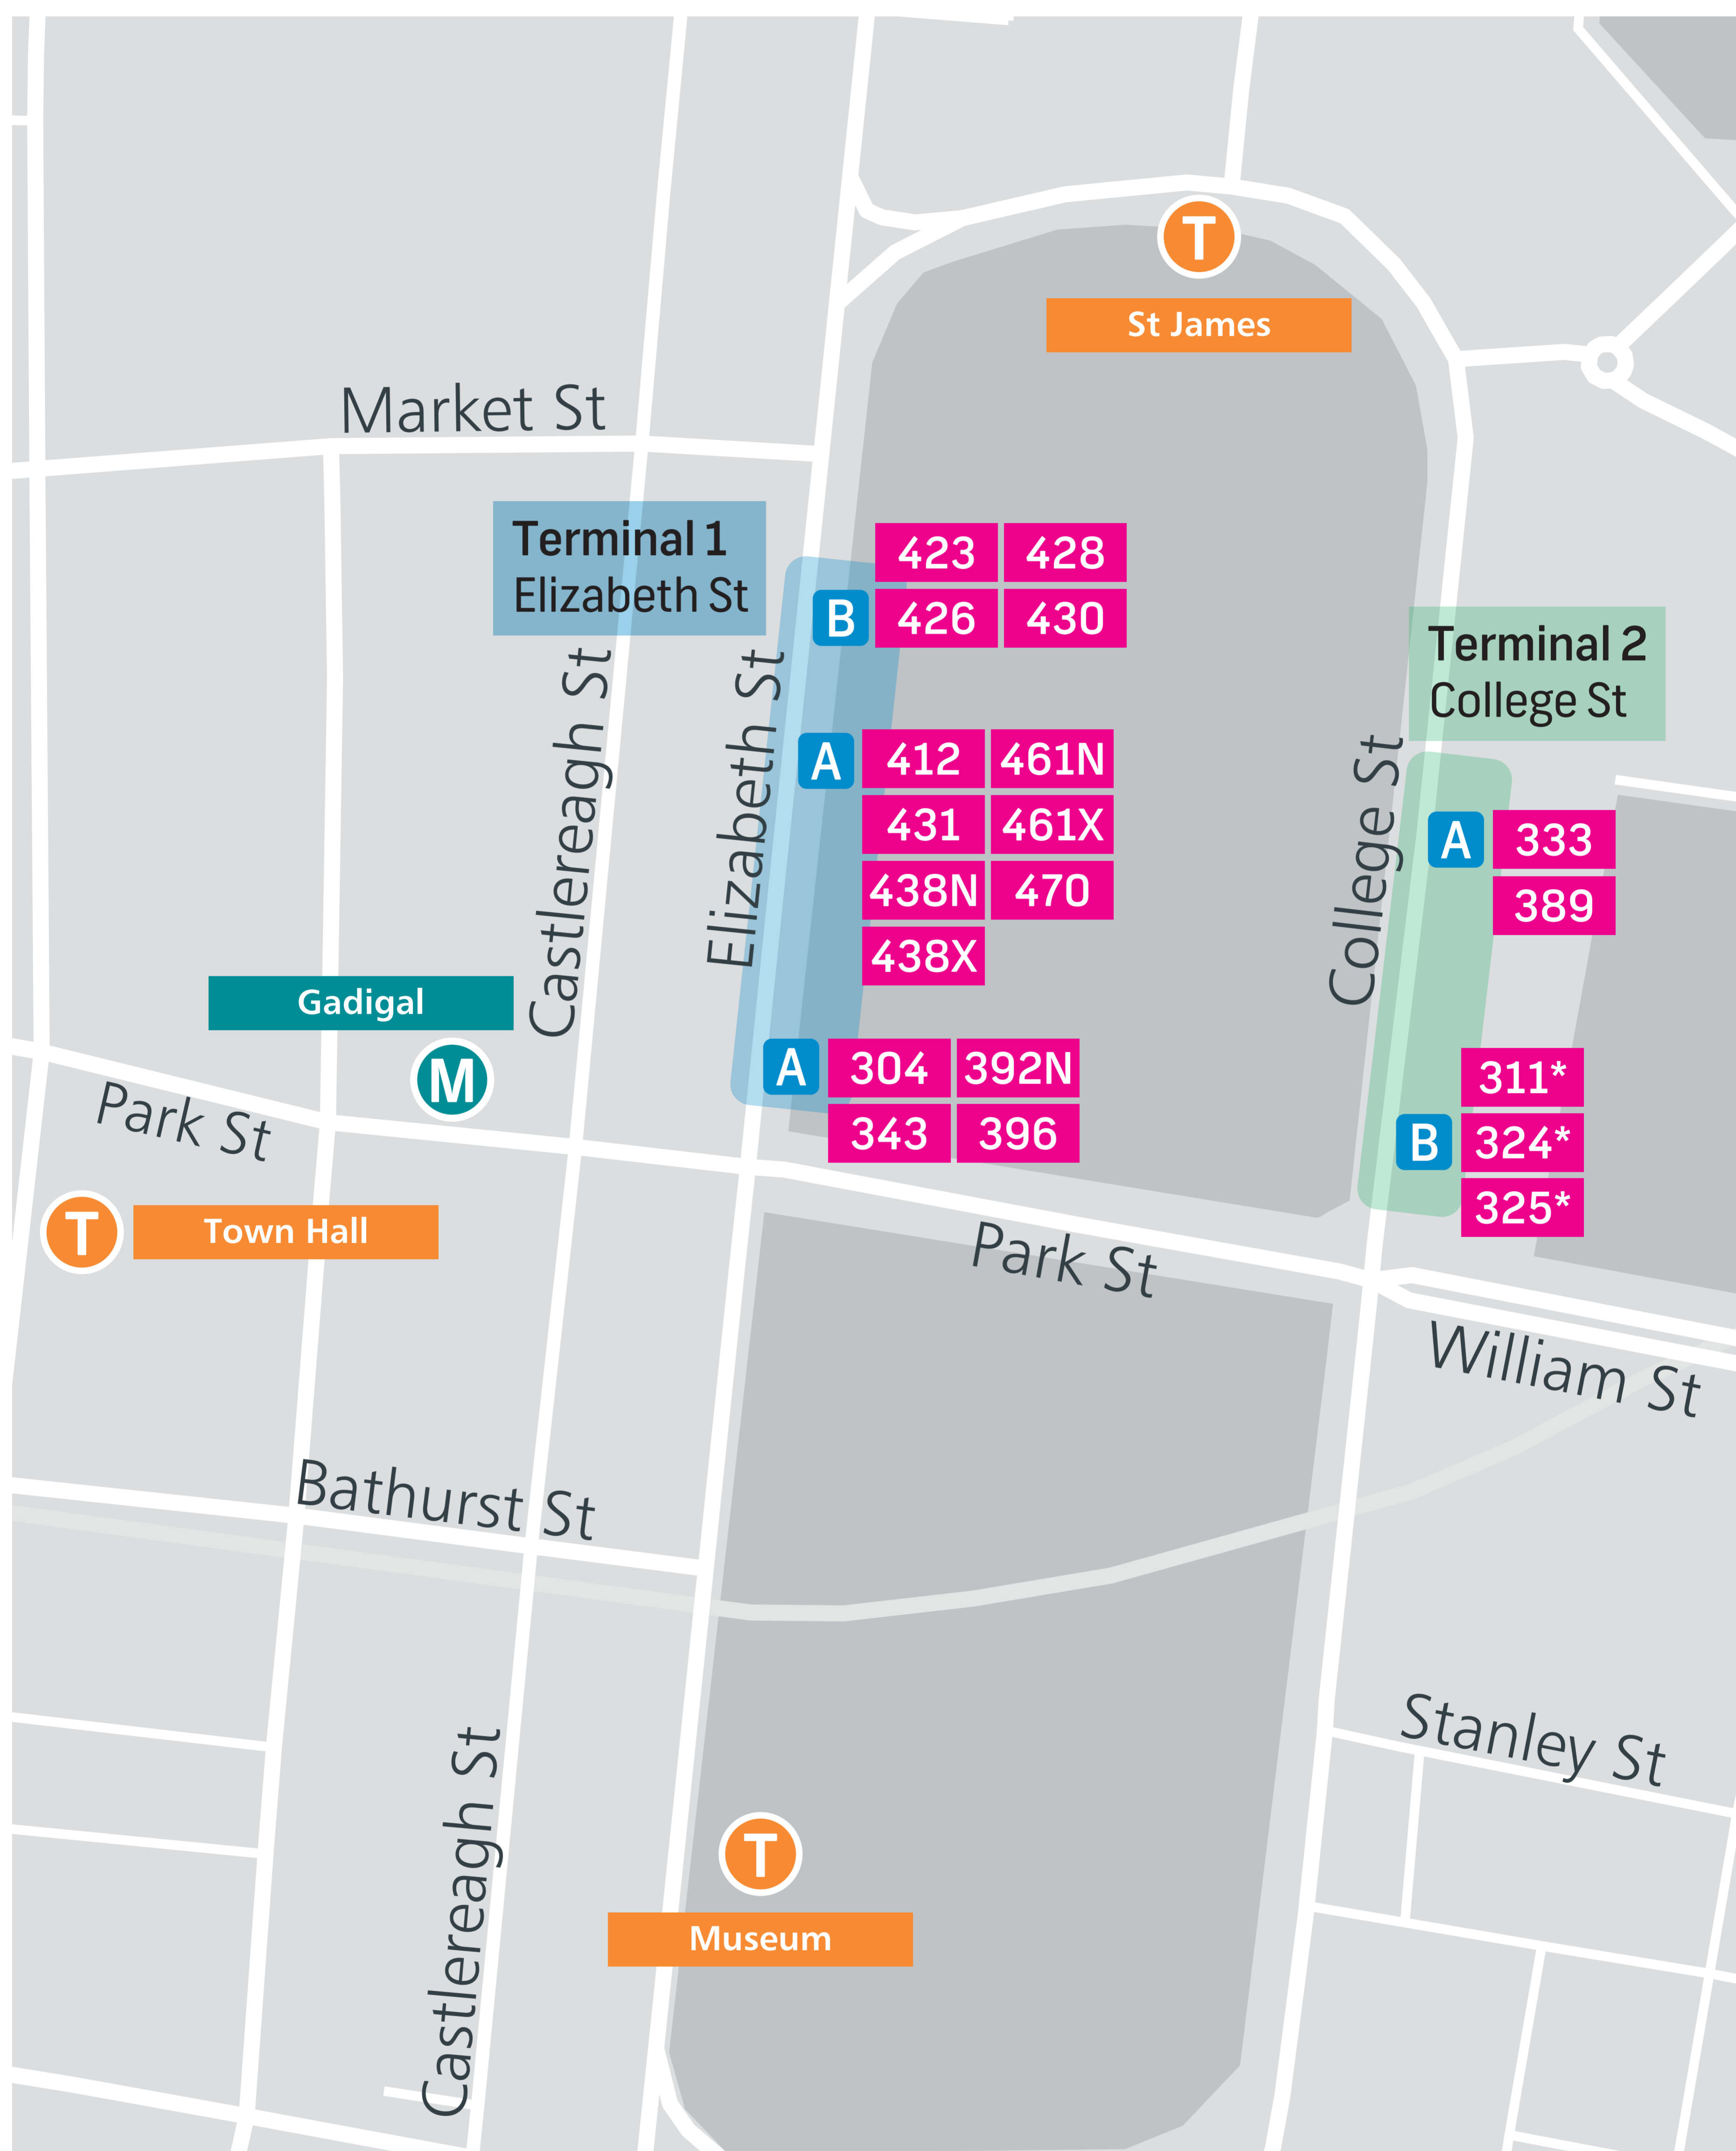 T
St James
Market St
Terminal 1
Elizabeth St
423 428
B 426 430
Terminal 2
College St
Castlereagh St
Elizabeth St
A 412 461N
431 461X
438N 470
438X
College St
A 333
389
Gadigal
M
A 304 392N
343 396
311*
B 324*
325*
Park St
T Town Hall
Park St
William St
Bathurst St
Stanley St
Castlereagh St
T
Museum